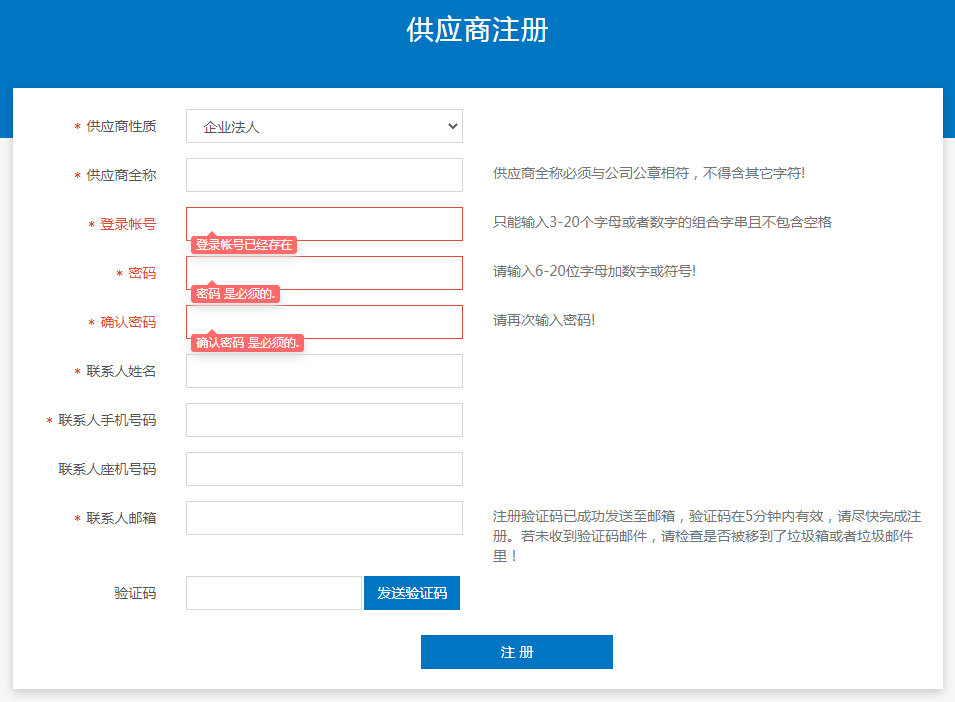 供应商注册
* 供应商性质
企业法人
* 供应商全称
供应商全称必须与公司公章相符，不得含其它字符!
* 登录帐号
只能输入3-20个字母或者数字的组合字串且不包含空格
登录帐号已经存在
* 密码
请输入6-20位字母加数字或符号!
密码 是必须的.
* 确认密码
请再次输入密码!
确认密码 是必须的.
* 联系人姓名
* 联系人手机号码
联系人座机号码
* 联系人邮箱
注册验证码已成功发送至邮箱，验证码在5分钟内有效，请尽快完成注
册。若未收到验证码邮件，请检查是否被移到了垃圾箱或者垃圾邮件
里！
验证码
发送验证码
注 册